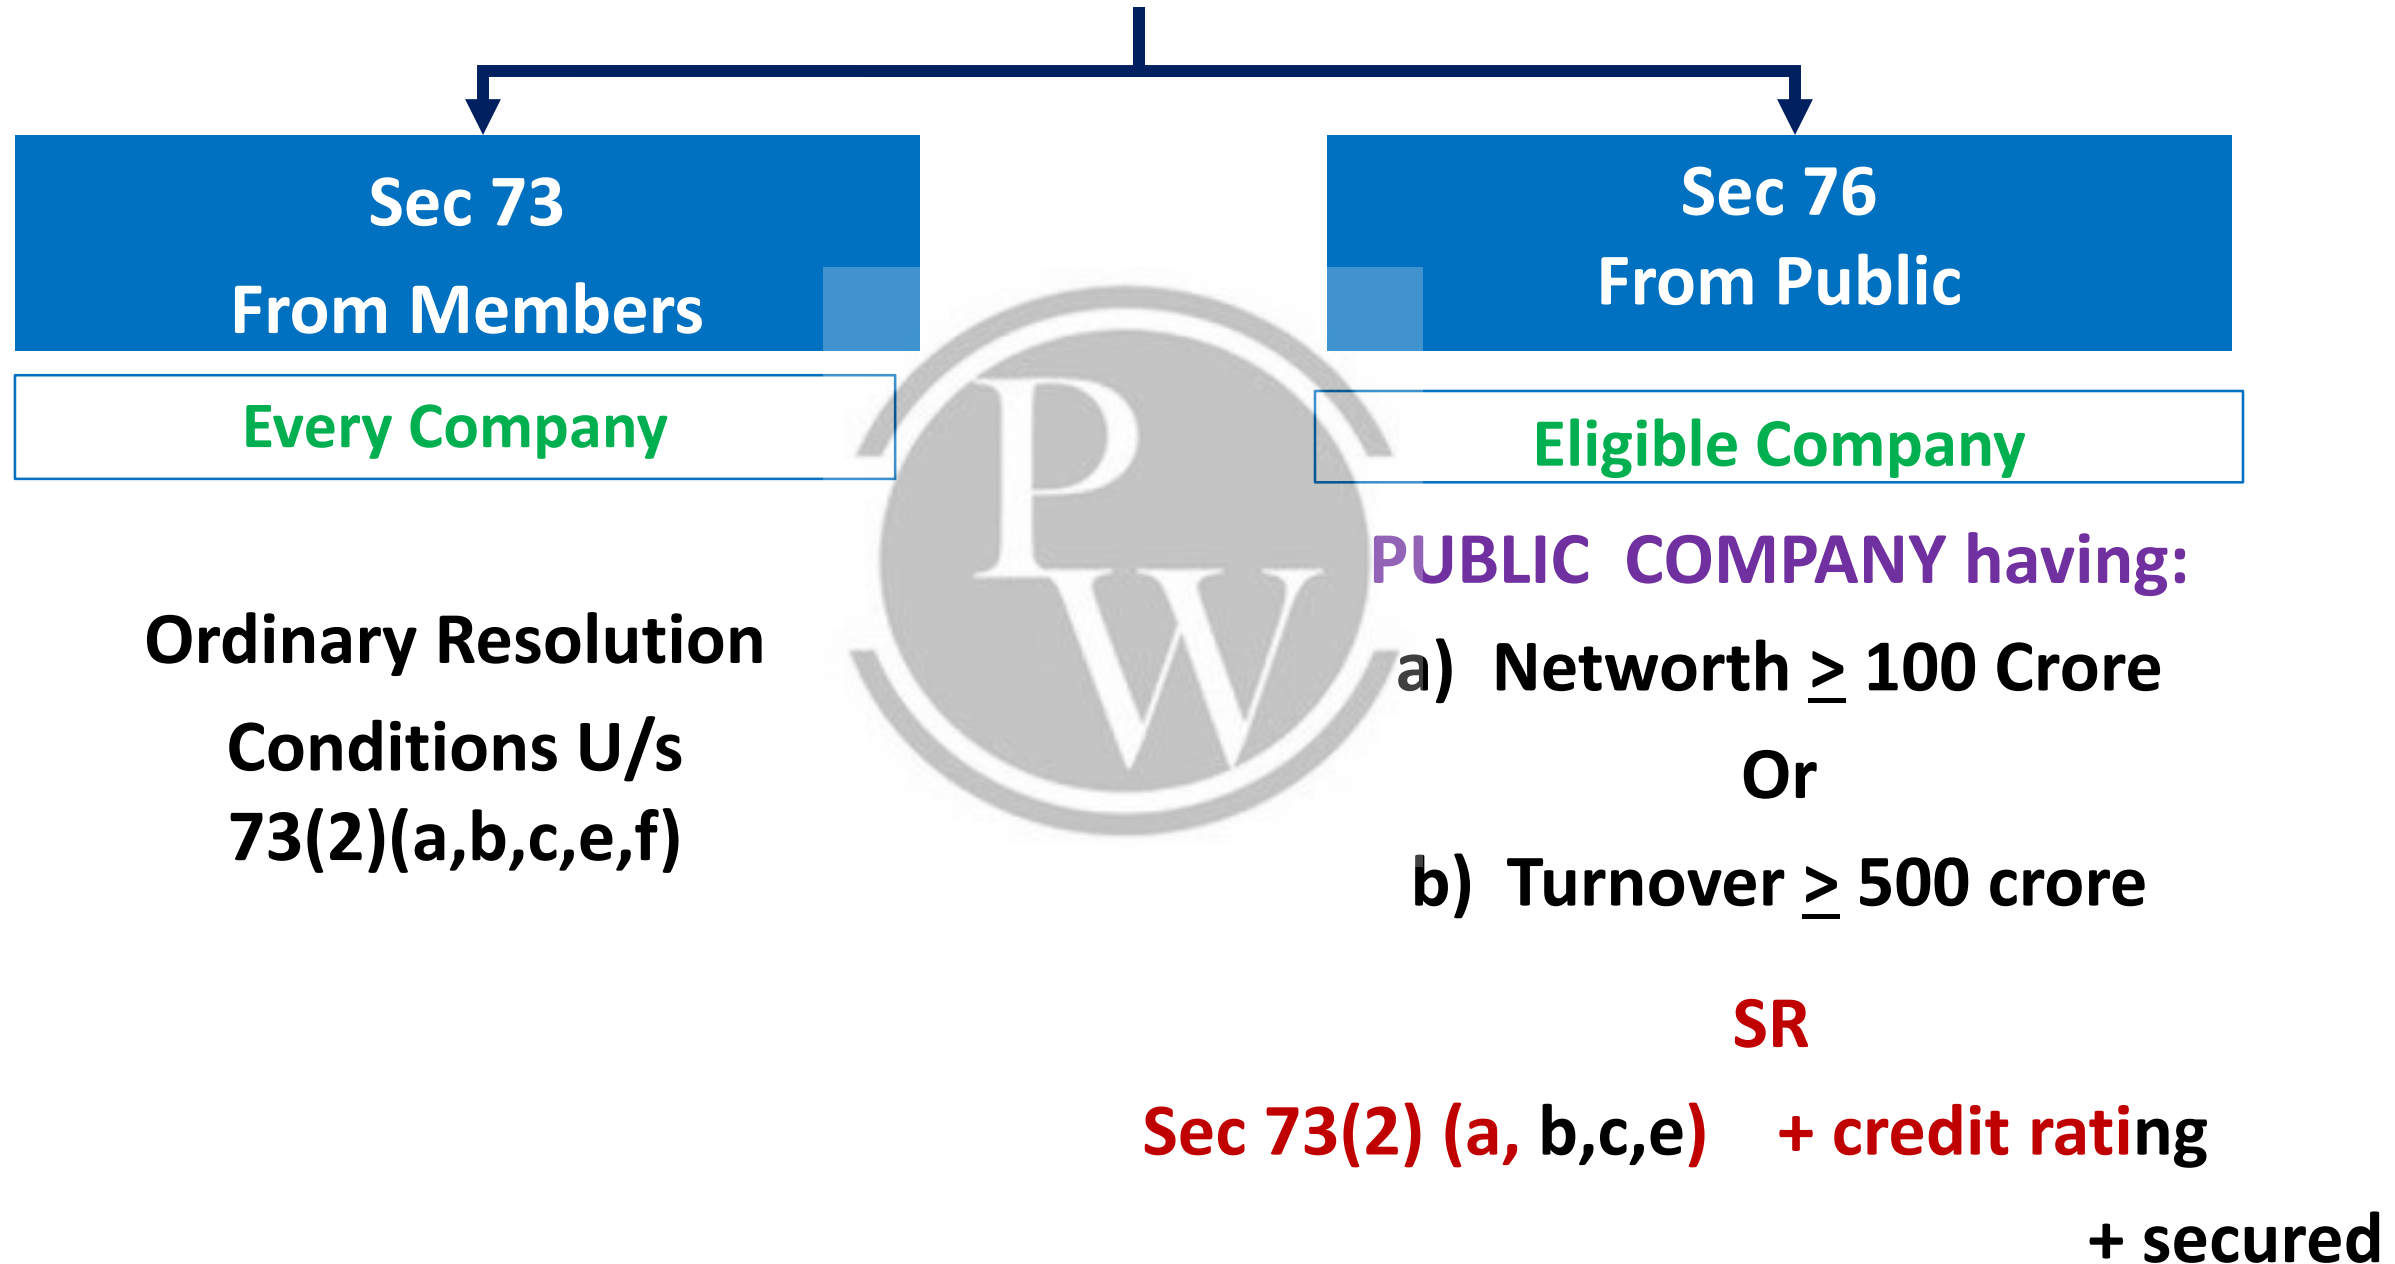 Sec 73
From Members
Every Company
Ordinary Resolution
Conditions U/s
73(2)(a,b,c,e,f)
Sec 76
From Public
Eligible Company
PUBLIC COMPANY having:
a) Networth ≥ 100 Crore
Or
b) Turnover ≥ 500 crore
SR
Sec 73(2) (a, b,c,e) + credit rating
+ secured
PW